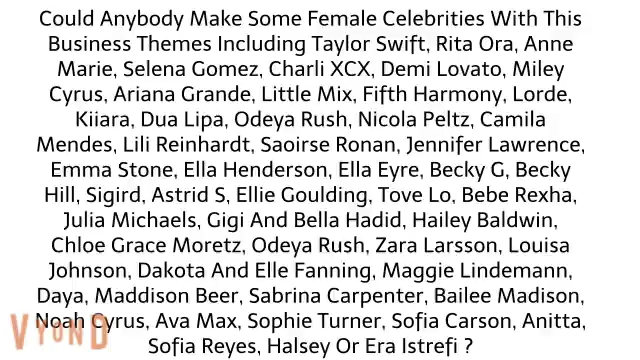 Could Anybody Make Some Female Celebrities With This
Business Themes Including Taylor Swift, Rita Ora, Anne
Marie, Selena Gomez, Charli XCX, Demi Lovato, Miley
Cyrus, Ariana Grande, Little Mix, Fifth Harmony, Lorde,
Kiiara, Dua Lipa, Odeya Rush, Nicola Peltz, Camila
Mendes, Lili Reinhardt, Saoirse Ronan, Jennifer Lawrence,
Emma Stone, Ella Henderson, Ella Eyre, Becky G, Becky
Hill, Sigird, Astrid S, Ellie Goulding, Tove Lo, Bebe Rexha,
Julia Michaels, Gigi And Bella Hadid, Hailey Baldwin,
Chloe Grace Moretz, Odeya Rush, Zara Larsson, Louisa
Johnson, Dakota And Elle Fanning, Maggie Lindemann,
Daya, Maddison Beer, Sabrina Carpenter, Bailee Madison,
Noah Cyrus, Ava Max, Sophie Turner, Sofia Carson, Anitta,
Sofia Reyes, Halsey Or Era Istrefi ?
VYOND